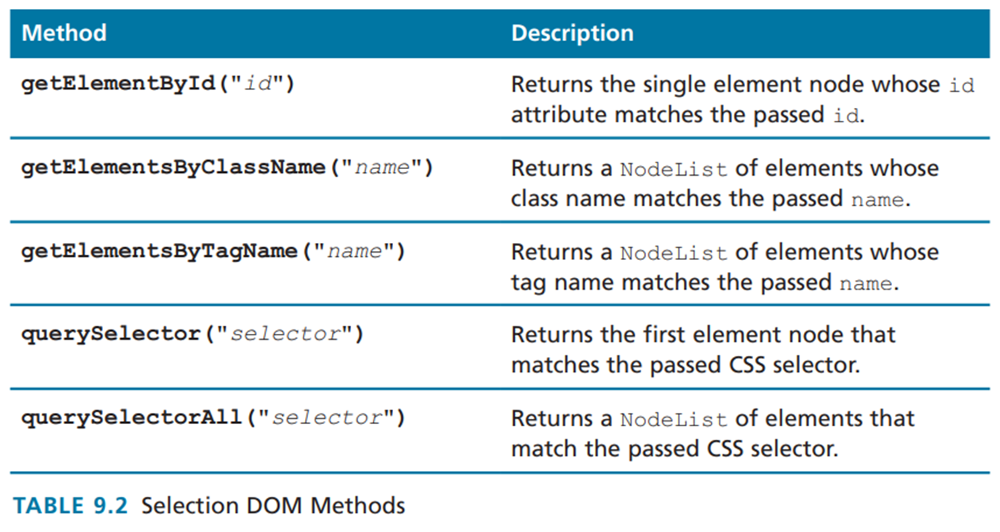 Method Description
getElementById("id") Returns the single element node whose id
attribute matches the passed id.
getElementsByClassName("name") Returns a NodeList of elements whose
class name matches the passed name.
getElementsByTagName("name") Returns a NodeList of elements whose
tag name matches the passed name.
querySelector("selector") Returns the first element node that
matches the passed CSS selector.
querySelectorAll("selector") Returns a NodeList of elements that
match the passed CSS selector.
TABLE 9.2 Selection DOM Methods